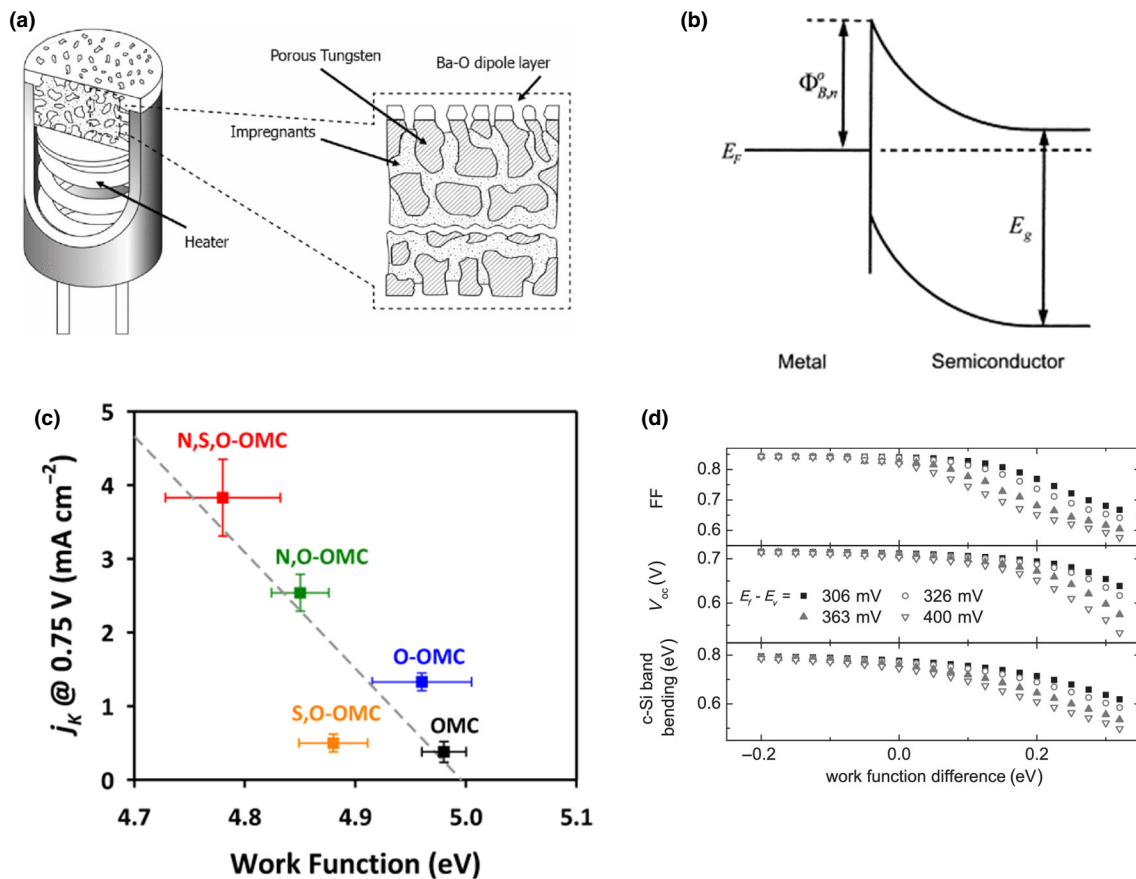 (a)
Porous Tungsten
Ba-O dipole layer
Impregnants
Heater
(b)
Φ°B,n
EF
Eg
Metal
Semiconductor
(c)
5
4
3
2
1
0
jK @ 0.75 V (mA cm⁻²)
N,S,O-OMC
N,O-OMC
O-OMC
S,O-OMC
OMC
4.7 4.8 4.9 5.0 5.1
Work Function (eV)
(d)
FF
0.8
0.7
0.6
Voc (V)
0.7
0.6
Ef - Ev = 306 mV 326 mV
363 mV 400 mV
c-Si band
bending (eV)
0.8
0.6
−0.2 0.0 0.2
work function difference (eV)